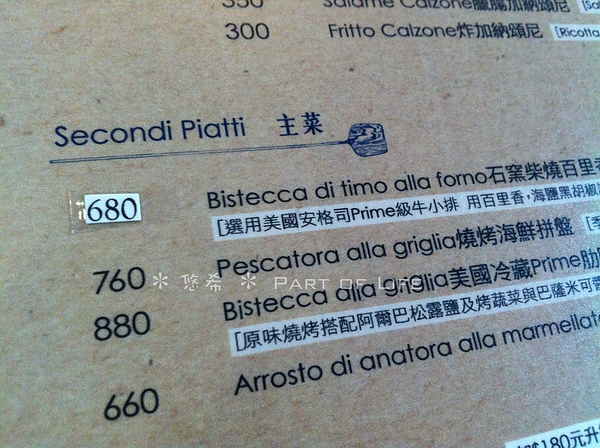 350 Salame Calzone臘腸加納頌尼
300 Fritto Calzone炸加納頌尼 [Ricotta
Secondi Piatti 主菜
680 Bistecca di timo alla forno石窯柴燒百里香
[選用美國安格司Prime級牛小排 用百里香,海鹽黑胡椒
760 Pescatora alla griglia燒烤海鮮拼盤
✻ 悠希 ✻ Part of Life
880 Bistecca alla griglia美國冷藏Prime肋
[原味燒烤搭配阿爾巴松露鹽及烤蔬菜與巴薩米可
660 Arrosto di anatora alla marmellata
$180元升